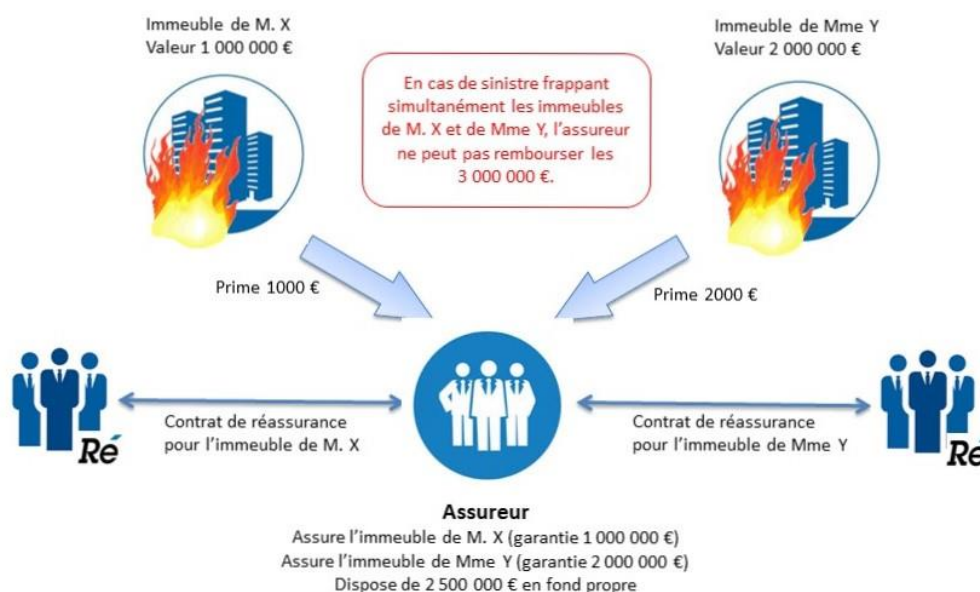 Immeuble de M. X
Valeur 1 000 000 €
Immeuble de Mme Y
Valeur 2 000 000 €
En cas de sinistre frappant
simultanément les immeubles
de M. X et de Mme Y, l'assureur
ne peut pas rembourser les
3 000 000 €.
Prime 1000 €
Prime 2000 €
Ré
Contrat de réassurance
pour l'immeuble de M. X
Contrat de réassurance
pour l'immeuble de Mme Y
Ré
Assureur
Assure l'immeuble de M. X (garantie 1 000 000 €)
Assure l'immeuble de Mme Y (garantie 2 000 000 €)
Dispose de 2 500 000 € en fond propre